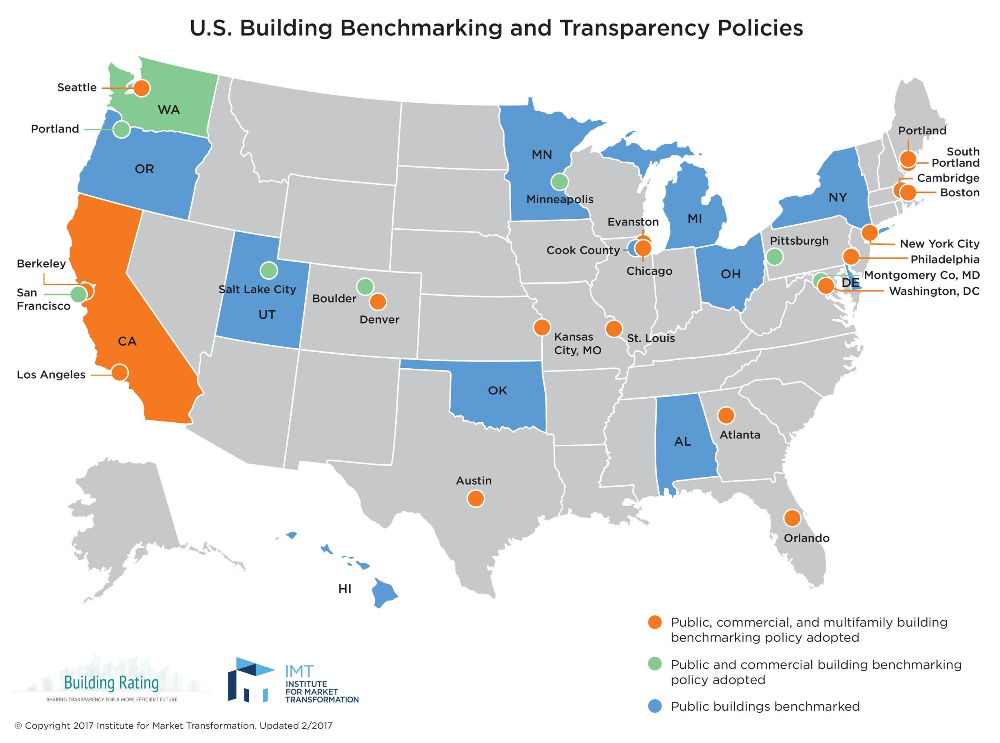 U.S. Building Benchmarking and Transparency Policies
Seattle
WA
Portland
OR
Berkeley
San
Francisco
CA
Los Angeles
Salt Lake City
UT
Boulder
Denver
MN
Minneapolis
Evanston
Cook County
Chicago
MI
OH
Kansas
City, MO
St. Louis
OK
Austin
AL
Atlanta
Orlando
HI
Portland
South
Portland
Cambridge
Boston
NY
Pittsburgh
New York City
Philadelphia
Montgomery Co, MD
DE
Washington, DC
Public, commercial, and multifamily building
benchmarking policy adopted
Public and commercial building benchmarking
policy adopted
Public buildings benchmarked
Building Rating
SHARING TRANSPARENCY FOR A MORE EFFICIENT FUTURE
IMT
INSTITUTE
FOR MARKET
TRANSFORMATION
© Copyright 2017 Institute for Market Transformation. Updated 2/2017